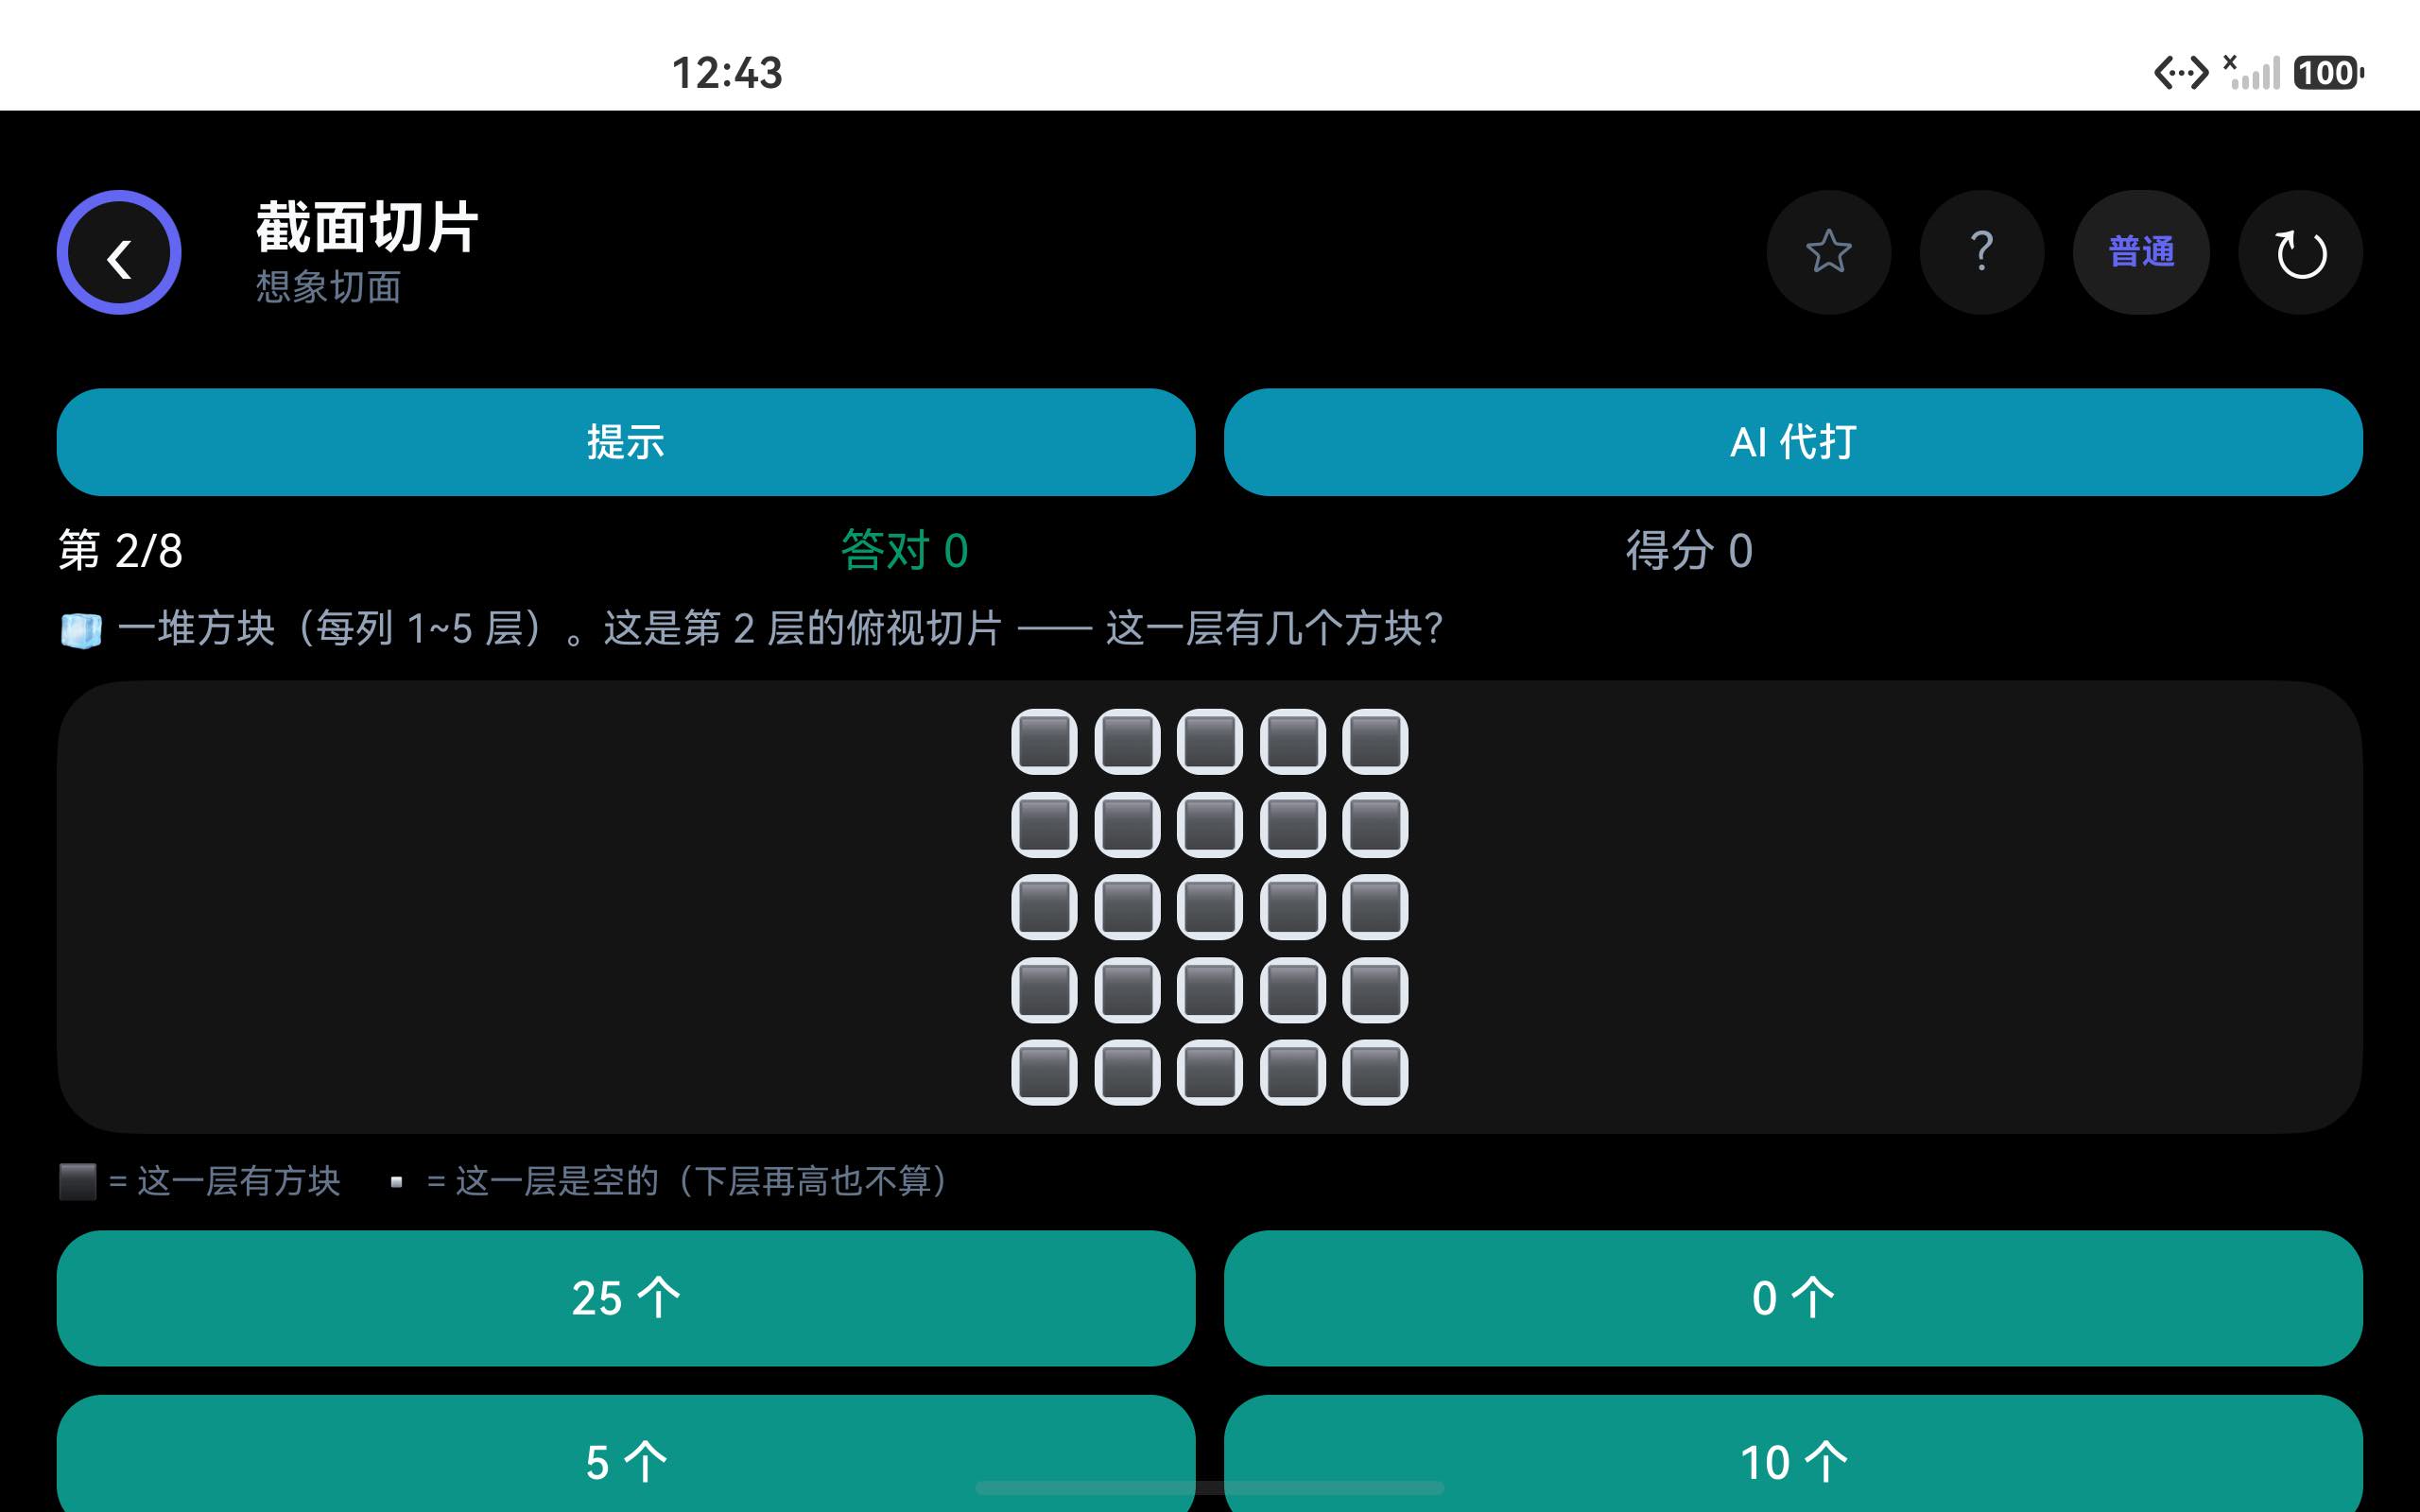 12:43
100
截面切片
想象切面
?
普通
提示
AI 代打
第 2/8
答对 0
得分 0
一堆方块（每列 1~5 层）。这是第 2 层的俯视切片 —— 这一层有几个方块?
= 这一层有方块 = 这一层是空的（下层再高也不算）
25 个
0 个
5 个
10 个